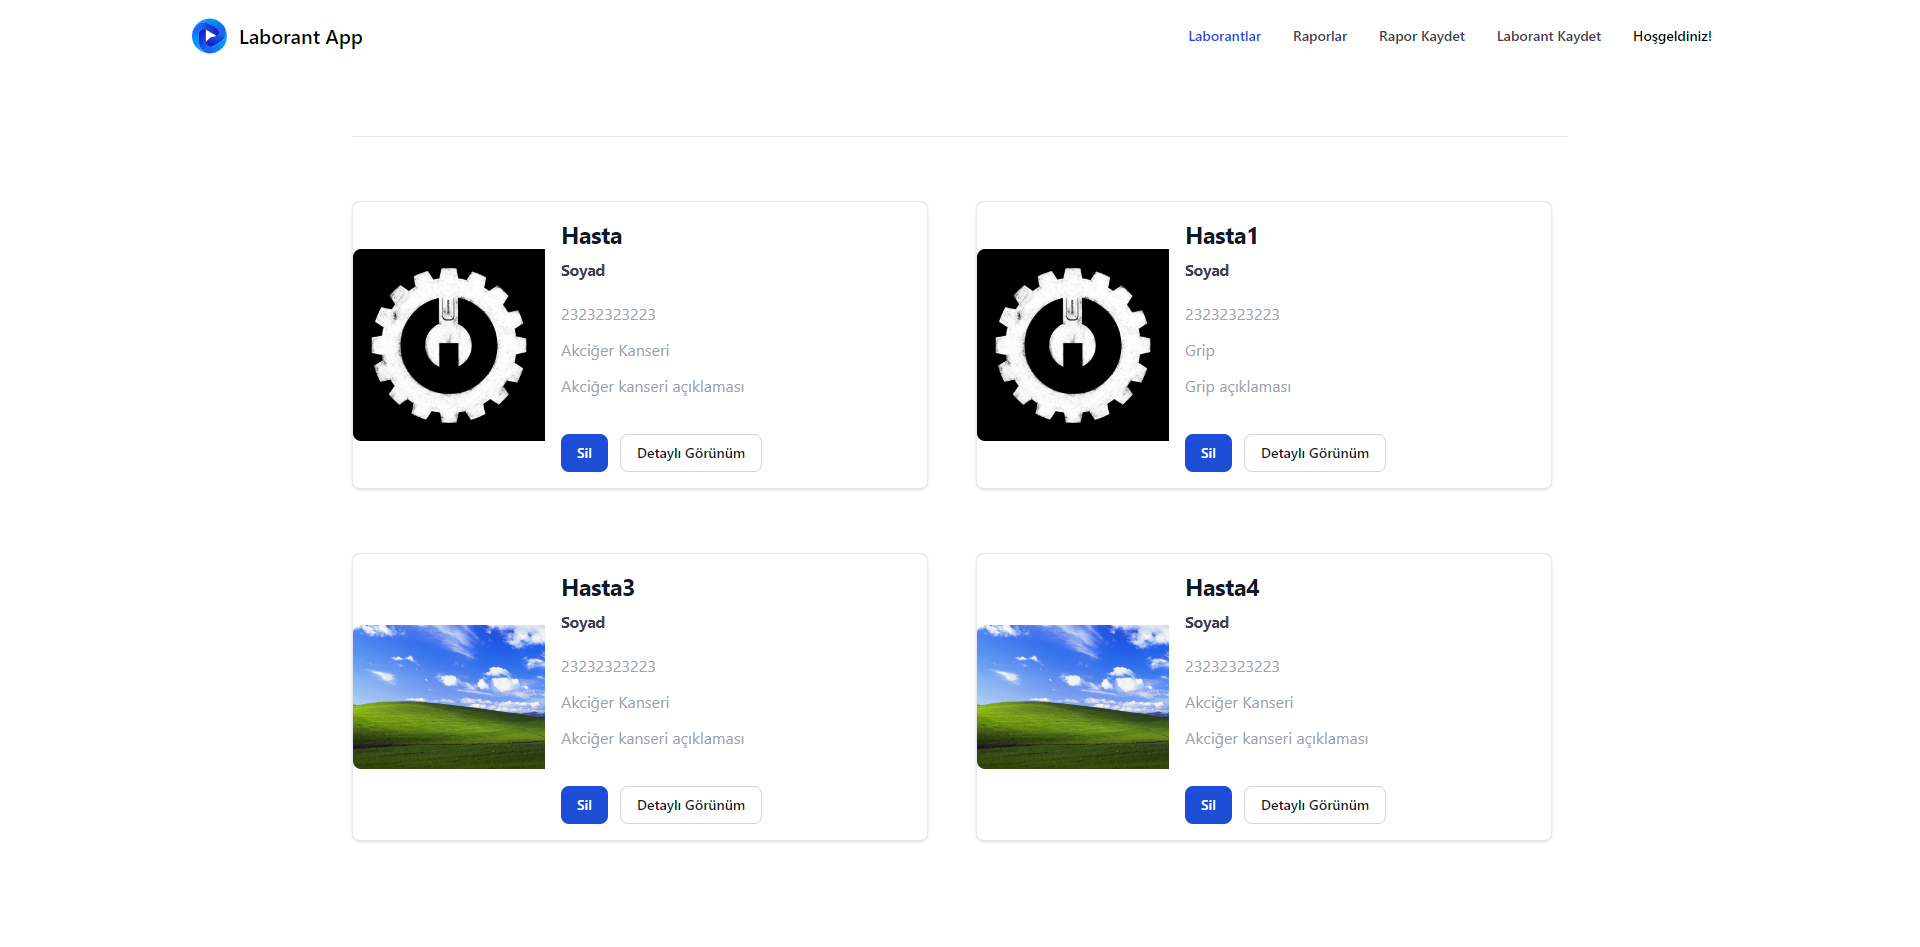 Laborant App
Laborantlar Raporlar Rapor Kaydet Laborant Kaydet Hoşgeldiniz!
Hasta
Soyad
23232323223
Akciğer Kanseri
Akciğer kanseri açıklaması
Sil Detaylı Görünüm
Hasta1
Soyad
23232323223
Grip
Grip açıklaması
Sil Detaylı Görünüm
Hasta3
Soyad
23232323223
Akciğer Kanseri
Akciğer kanseri açıklaması
Sil Detaylı Görünüm
Hasta4
Soyad
23232323223
Akciğer Kanseri
Akciğer kanseri açıklaması
Sil Detaylı Görünüm